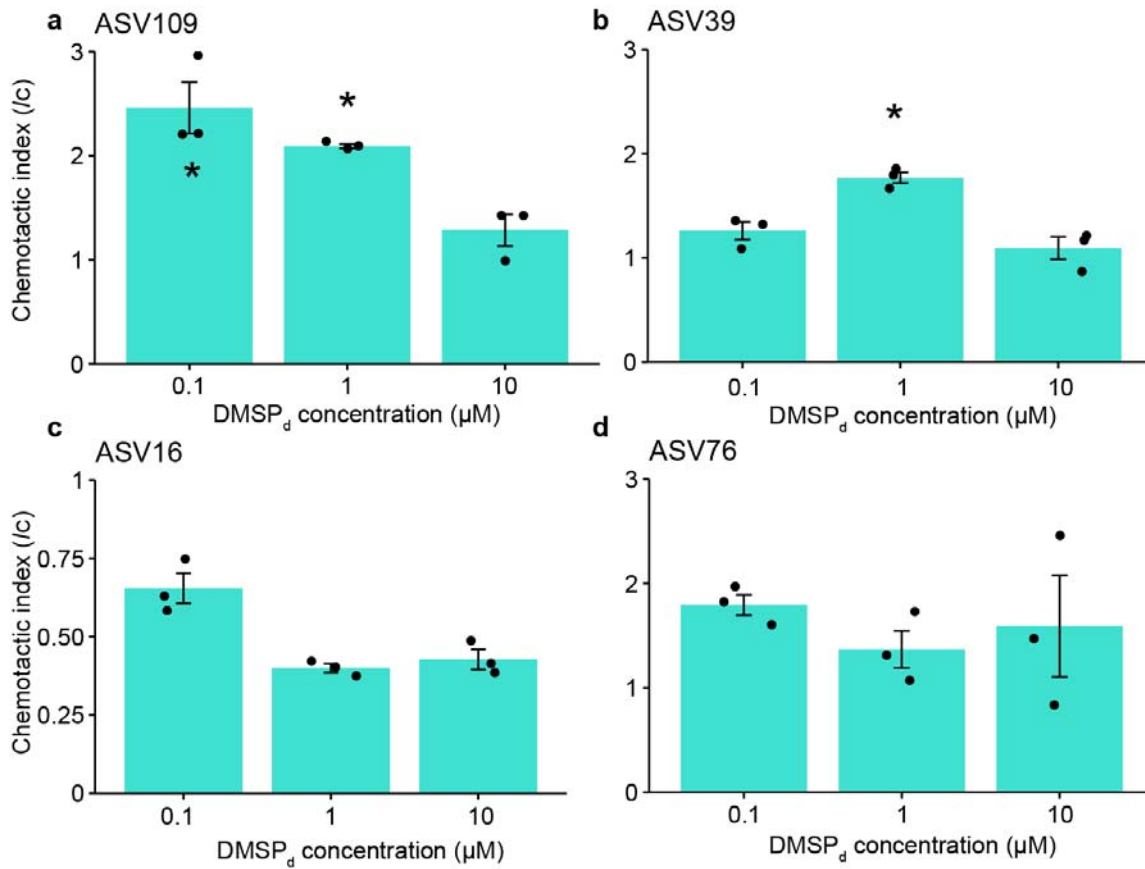 a
ASV109
Chemotactic index (Ic)
3
2
1
0
*
*
0.1 1 10
DMSPd concentration (µM)
b
ASV39
3
2
1
0
*
0.1 1 10
DMSPd concentration (µM)
c
ASV16
Chemotactic index (Ic)
1
0.75
0.50
0.25
0
0.1 1 10
DMSPd concentration (µM)
d
ASV76
3
2
1
0
0.1 1 10
DMSPd concentration (µM)